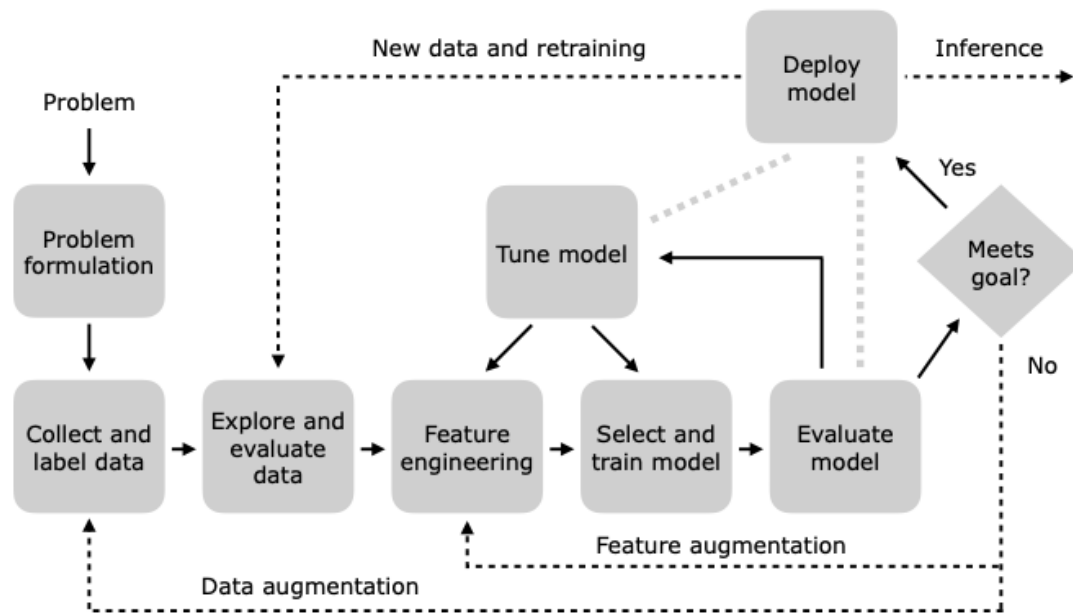 New data and retraining
Deploy
model
Inference
Problem
Yes
Problem
formulation
Tune model
Meets
goal?
No
Collect and
label data
Explore and
evaluate
data
Feature
engineering
Select and
train model
Evaluate
model
Feature augmentation
Data augmentation